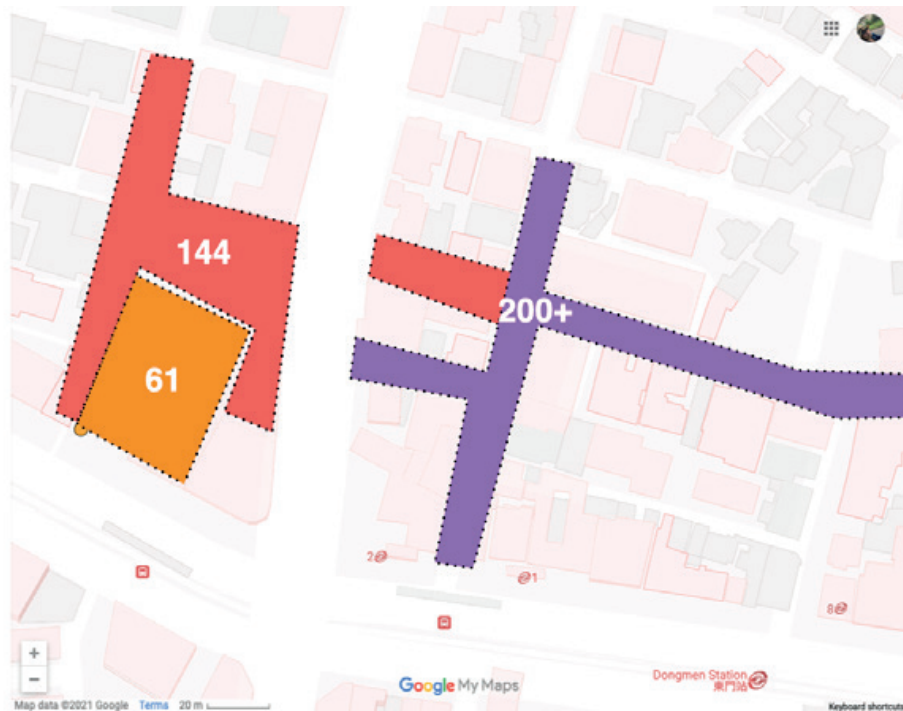 144
200+
61
2
1
8
Dongmen Station
東門站
+
−
Google My Maps
Map data ©2021 Google Terms 20 m
Keyboard shortcuts